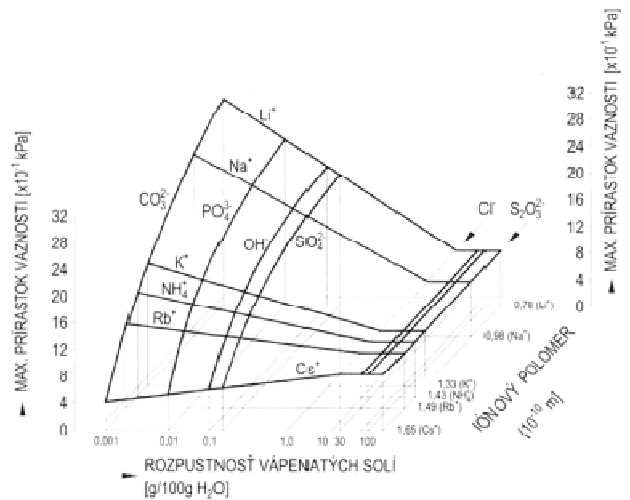 MAX. PRÍRASTOK VÄZNOSTI [x10⁻¹ kPa]
32
28
24
20
16
12
8
4
0
MAX. PRÍRASTOK VÄZNOSTI [x10⁻¹ kPa]
32
28
24
20
16
12
8
4
0
Li⁺
Na⁺
K⁺
NH₄⁺
Rb⁺
Cs⁺
CO₃²⁻
PO₄³⁻
OH⁻
SiO₄²⁻
Cl⁻ S₂O₃²⁻
0,78 (Li⁺)
0,98 (Na⁺)
1,33 (K⁺)
1,43 (NH₄⁺)
1,49 (Rb⁺)
1,65 (Cs⁺)
IÓNOVÝ POLOMER
[10⁻¹⁰ m]
0,001 0,01 0,1 1,0 10 30 100
ROZPUSTNOSŤ VÁPENATÝCH SOLÍ
[g/100g H₂O]